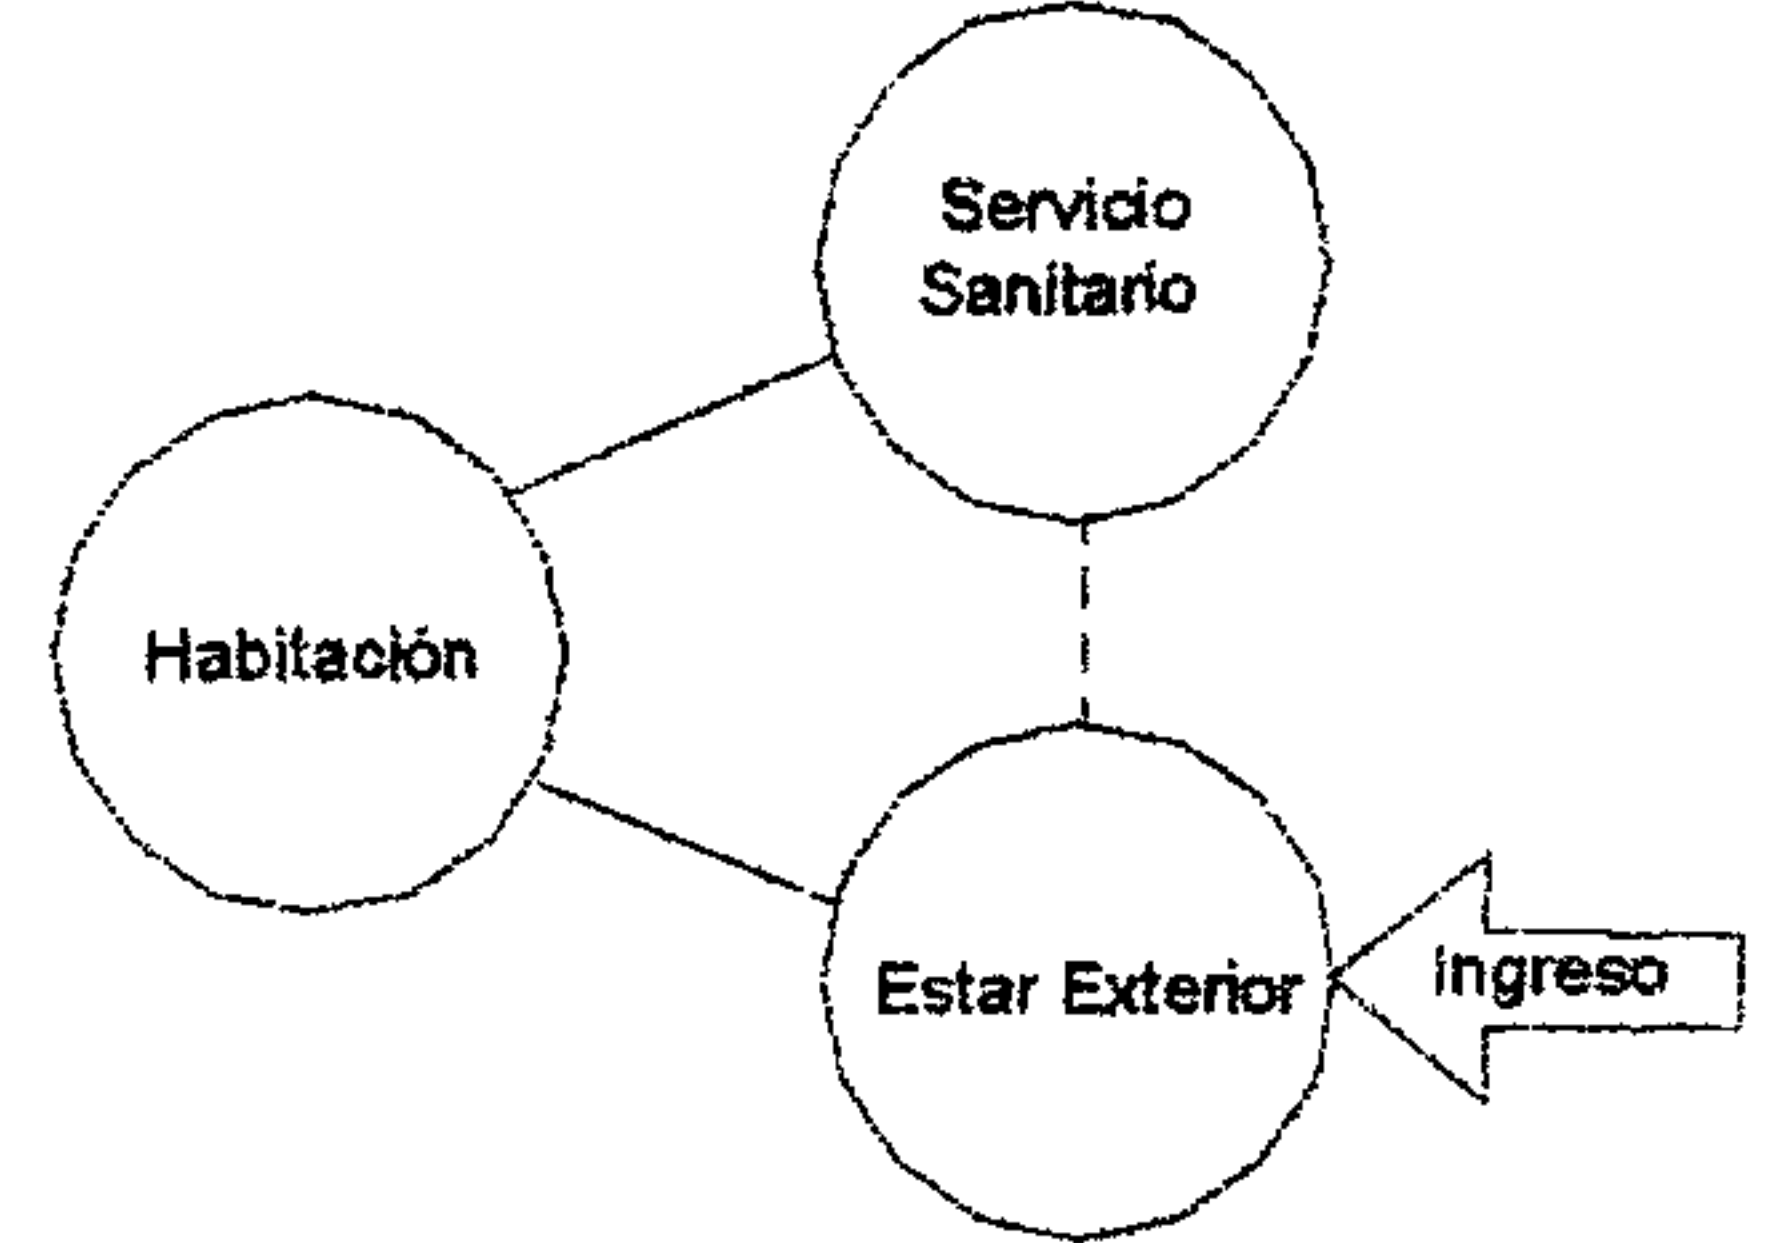 Servicio
Sanitario
Habitación
Estar Exterior
ingreso